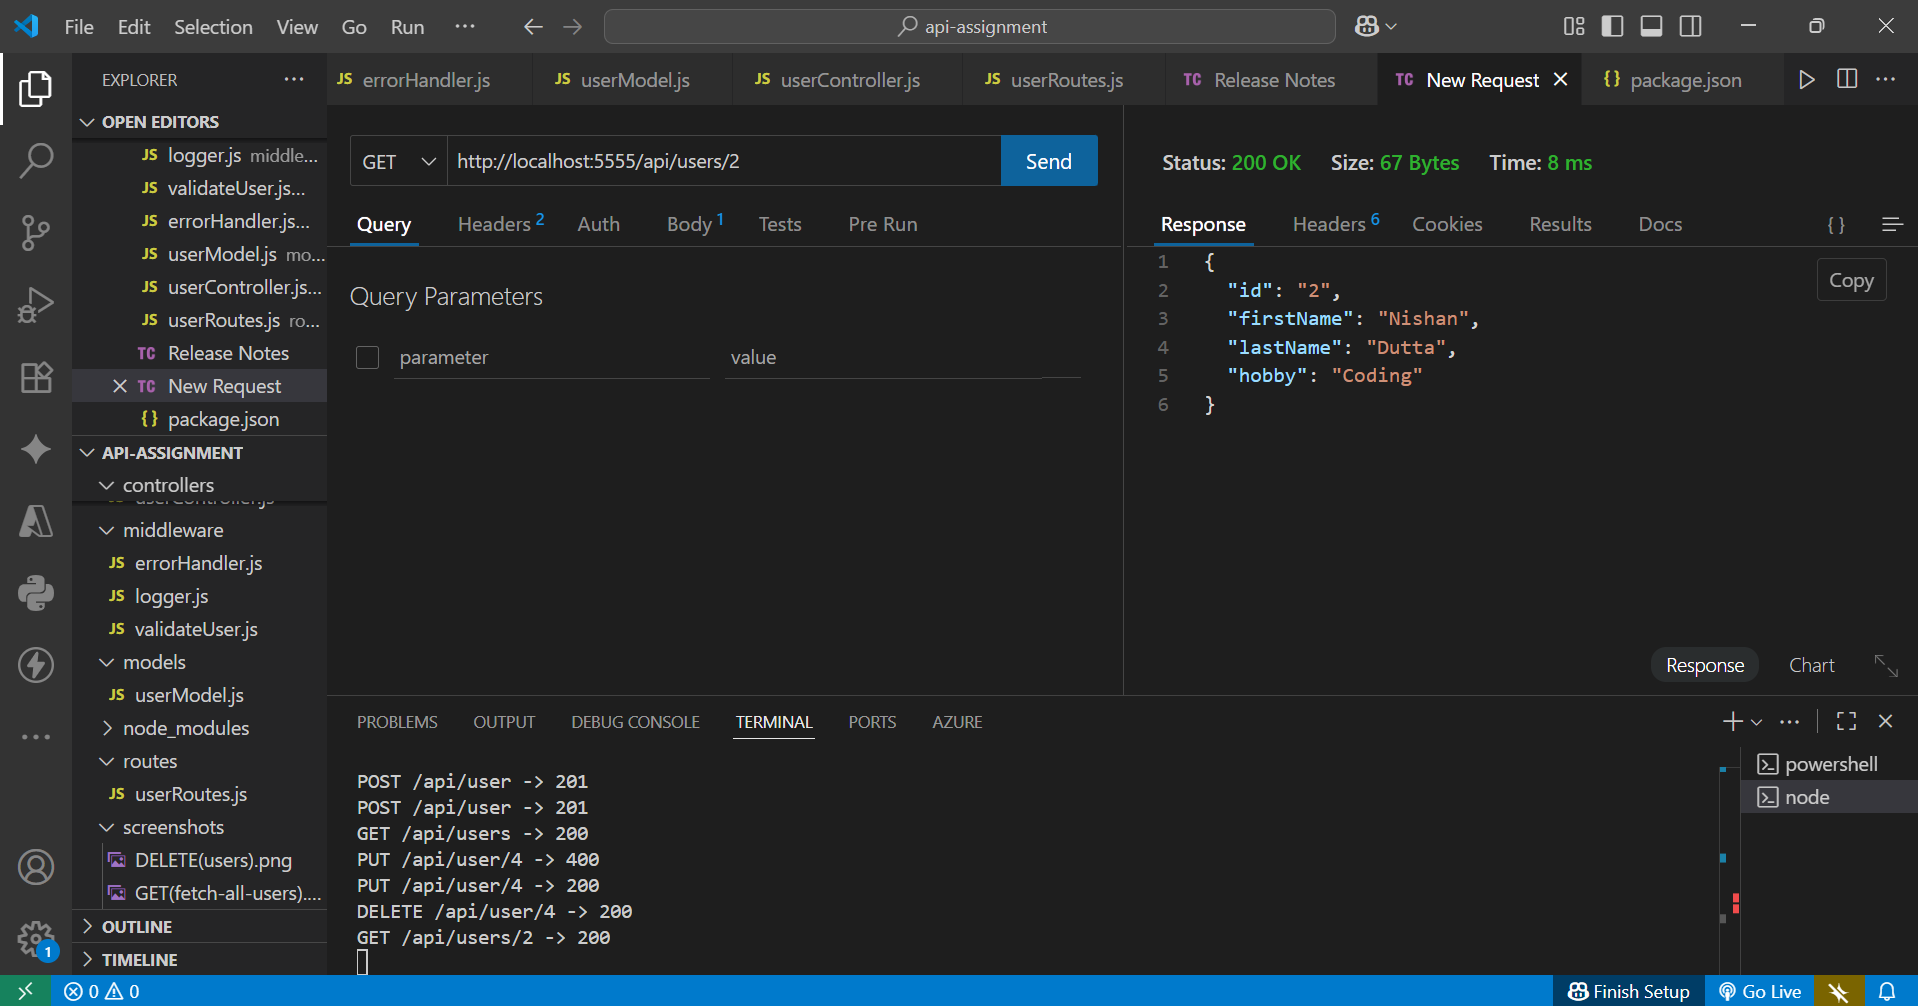 File Edit Selection View Go Run ··· api-assignment
EXPLORER ···
JS errorHandler.js JS userModel.js JS userController.js JS userRoutes.js TC Release Notes TC New Request {} package.json ···
OPEN EDITORS
JS logger.js middle...
JS validateUser.js...
JS errorHandler.js...
JS userModel.js mo...
JS userController.js...
JS userRoutes.js ro...
TC Release Notes
TC New Request
{} package.json
API-ASSIGNMENT
controllers
userController.js
middleware
JS errorHandler.js
JS logger.js
JS validateUser.js
models
JS userModel.js
node_modules
routes
JS userRoutes.js
screenshots
DELETE(users).png
GET(fetch-all-users)....
OUTLINE
TIMELINE
GET http://localhost:5555/api/users/2 Send
Query Headers 2 Auth Body 1 Tests Pre Run
Query Parameters
parameter value
Status: 200 OK Size: 67 Bytes Time: 8 ms
Response Headers 6 Cookies Results Docs {}
Copy
1 {
2 "id": "2",
3 "firstName": "Nishan",
4 "lastName": "Dutta",
5 "hobby": "Coding"
6 }
Response Chart
PROBLEMS OUTPUT DEBUG CONSOLE TERMINAL PORTS AZURE
POST /api/user -> 201
POST /api/user -> 201
GET /api/users -> 200
PUT /api/user/4 -> 400
PUT /api/user/4 -> 200
DELETE /api/user/4 -> 200
GET /api/users/2 -> 200
powershell
node
1
0 0 Finish Setup Go Live